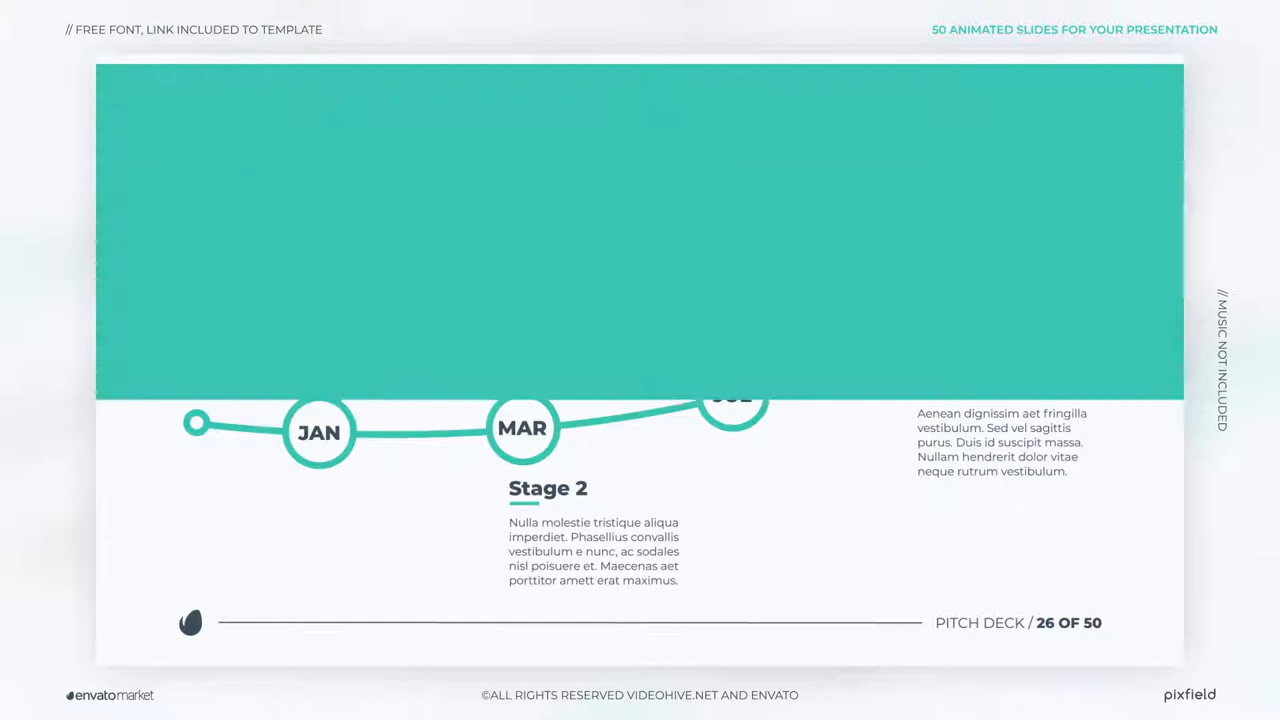 // FREE FONT, LINK INCLUDED TO TEMPLATE
50 ANIMATED SLIDES FOR YOUR PRESENTATION
JAN
MAR
Aenean dignissim aet fringilla
vestibulum. Sed vel sagittis
purus. Duis id suscipit massa.
Nullam hendrerit dolor vitae
neque rutrum vestibulum.
Stage 2
Nulla molestie tristique aliqua
imperdiet. Phasellius convallis
vestibulum e nunc, ac sodales
nisl poisuere et. Maecenas aet
porttitor amett erat maximus.
PITCH DECK / 26 OF 50
// MUSIC NOT INCLUDED
envatomarket
©ALL RIGHTS RESERVED VIDEOHIVE.NET AND ENVATO
pixfield